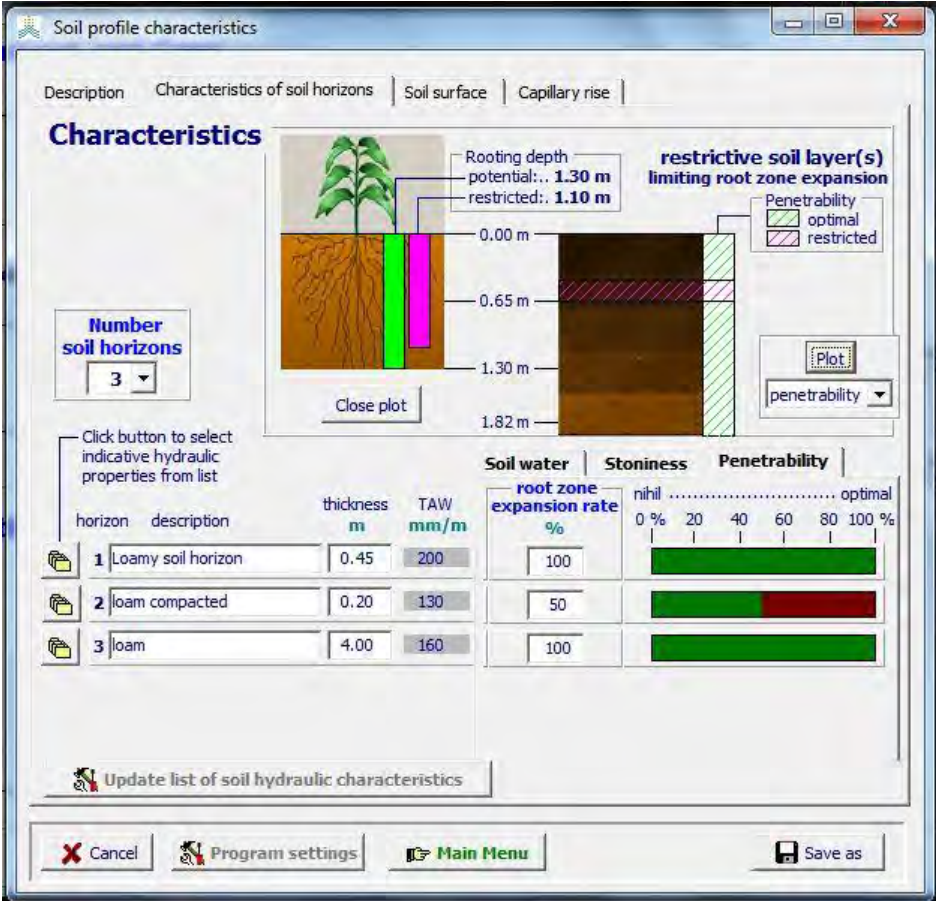 Soil profile characteristics
Description Characteristics of soil horizons Soil surface Capillary rise
Characteristics
Rooting depth
potential:.. 1.30 m
restricted:. 1.10 m
restrictive soil layer(s)
limiting root zone expansion
Penetrability
optimal
restricted
0.00 m
0.65 m
1.30 m
1.82 m
Number
soil horizons
3
Close plot
Plot
penetrability
Click button to select
indicative hydraulic
properties from list
Soil water Stoniness Penetrability
horizon description
thickness
m
TAW
mm/m
root zone
expansion rate
%
nihil ............................ optimal
0 % 20 40 60 80 100 %
1 Loamy soil horizon 0.45 200 100
2 loam compacted 0.20 130 50
3 loam 4.00 160 100
Update list of soil hydraulic characteristics
Cancel Program settings Main Menu Save as